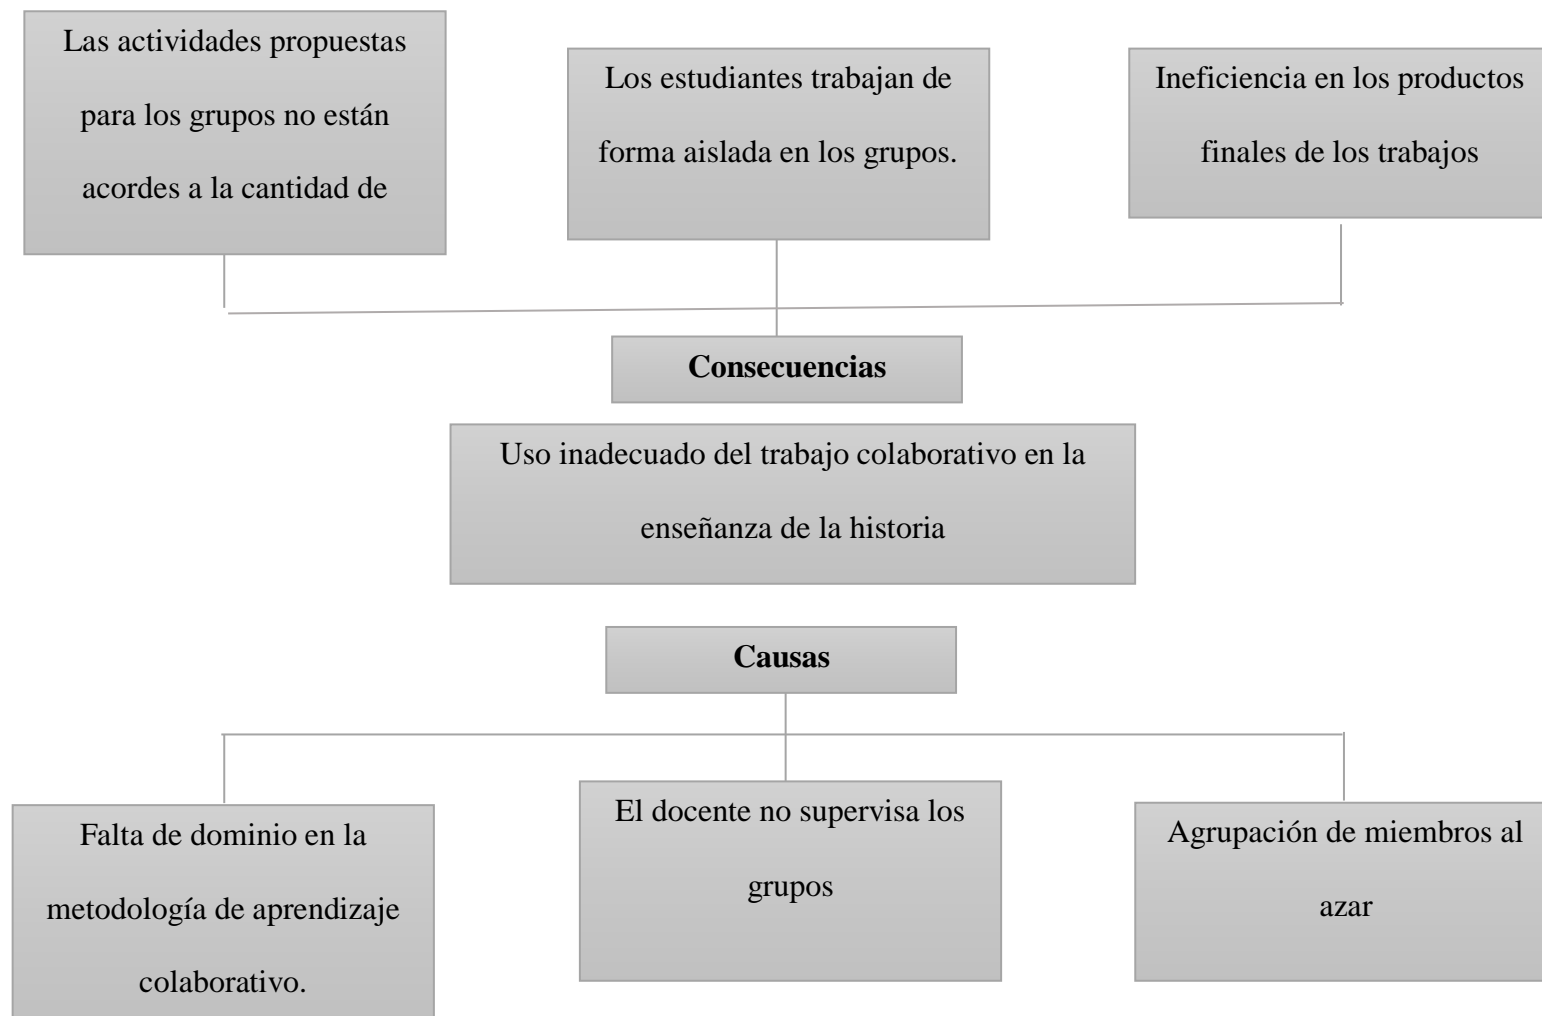 Las actividades propuestas
para los grupos no están
acordes a la cantidad de
Los estudiantes trabajan de
forma aislada en los grupos.
Ineficiencia en los productos
finales de los trabajos
Consecuencias
Uso inadecuado del trabajo colaborativo en la
enseñanza de la historia
Causas
Falta de dominio en la
metodología de aprendizaje
colaborativo.
El docente no supervisa los
grupos
Agrupación de miembros al
azar